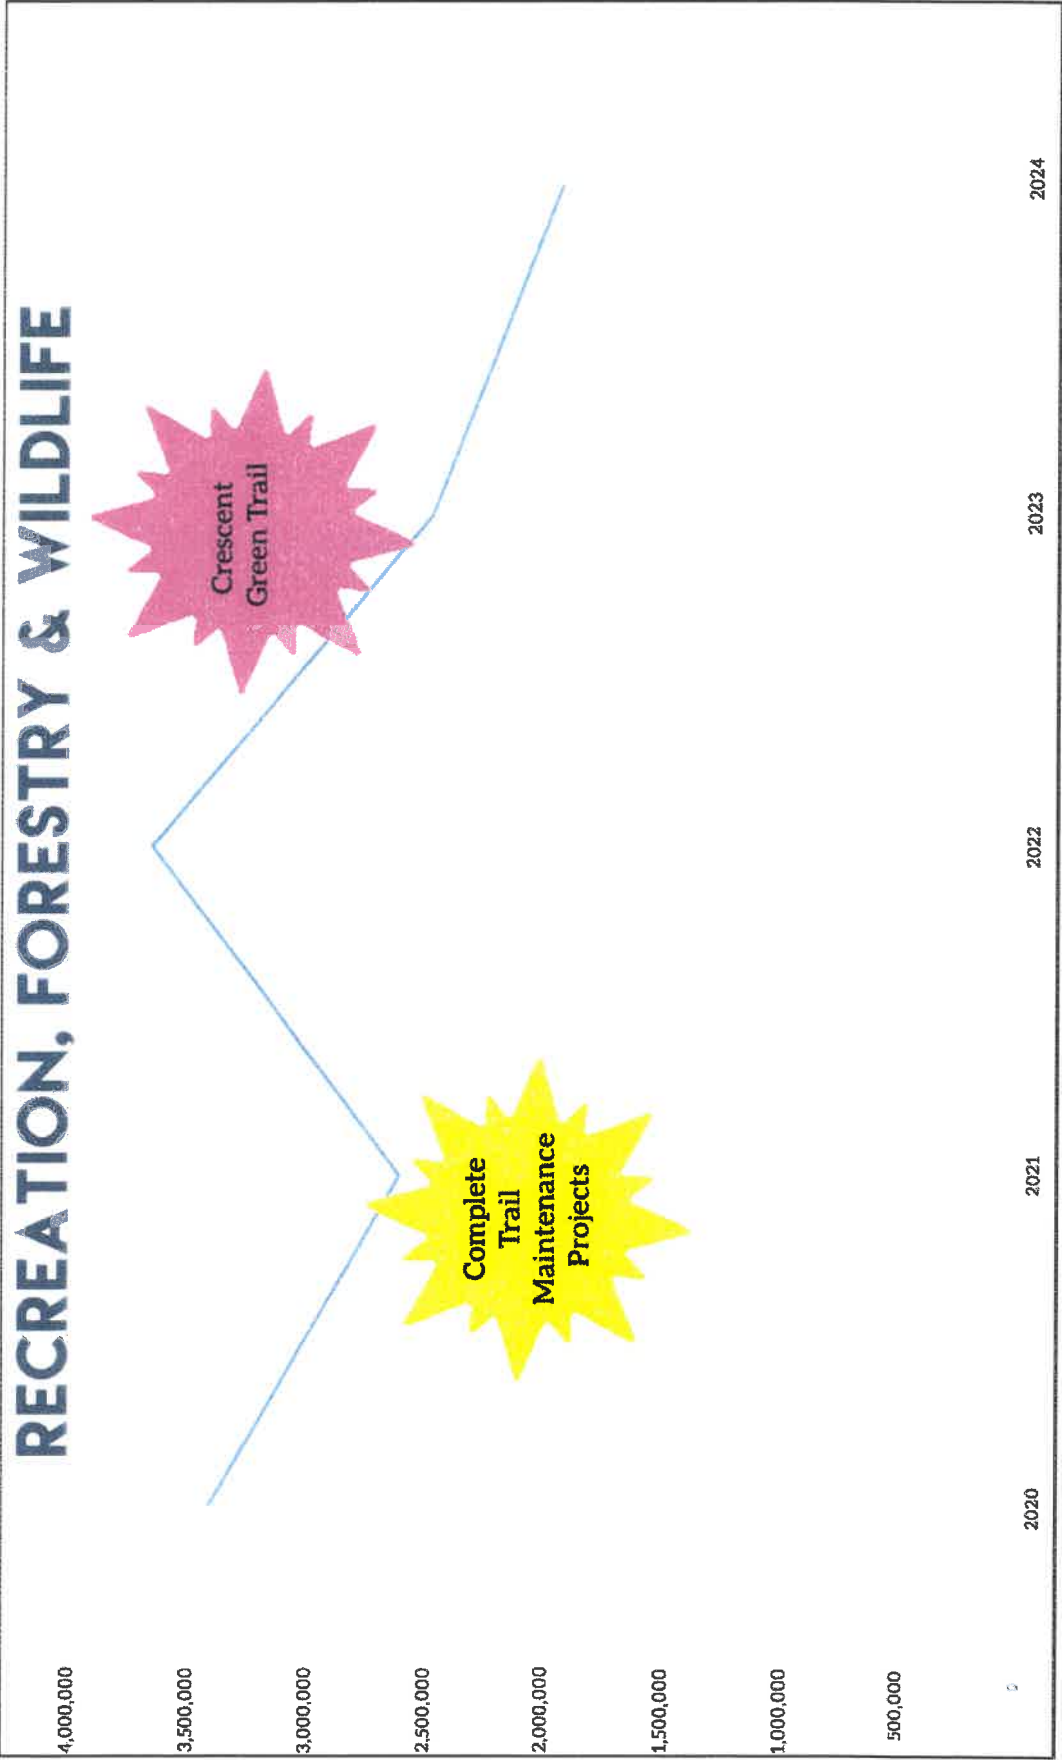 RECREATION, FORESTRY & WILDLIFE
4,000,000
3,500,000
3,000,000
2,500,000
2,000,000
1,500,000
1,000,000
500,000
0
Crescent
Green Trail
Complete
Trail
Maintenance
Projects
2020
2021
2022
2023
2024